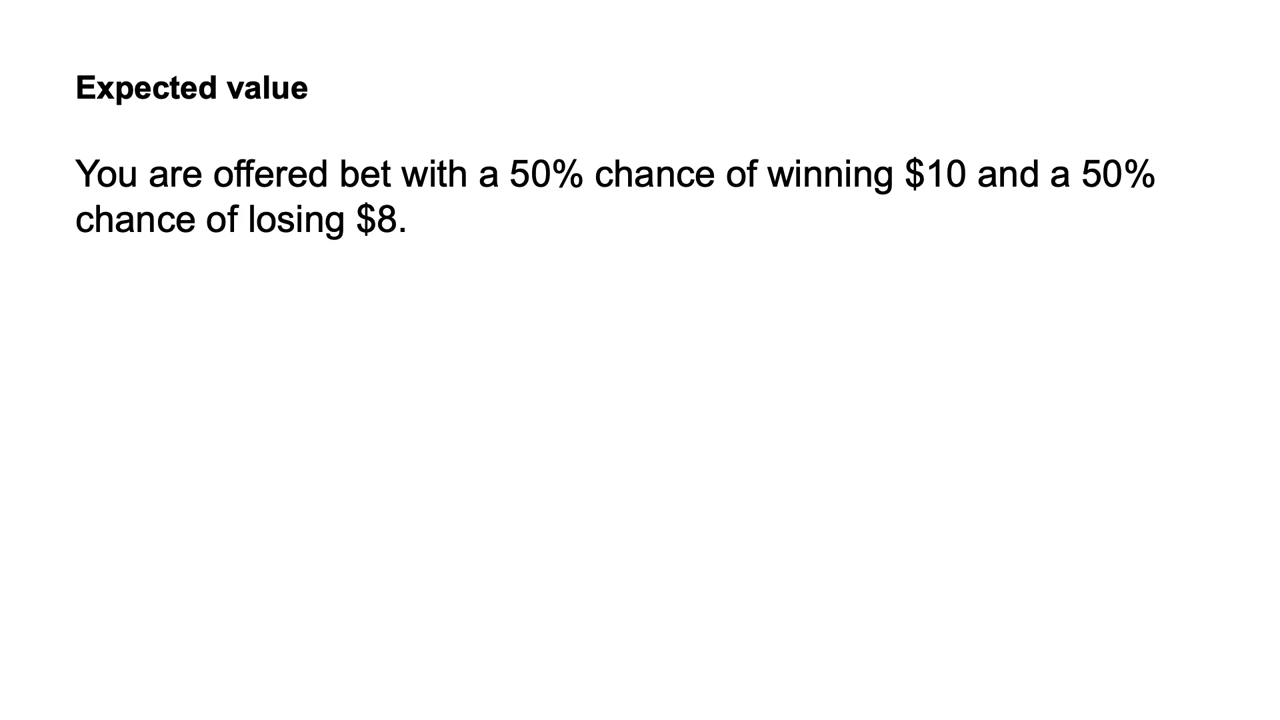 Expected value
You are offered bet with a 50% chance of winning $10 and a 50%
chance of losing $8.